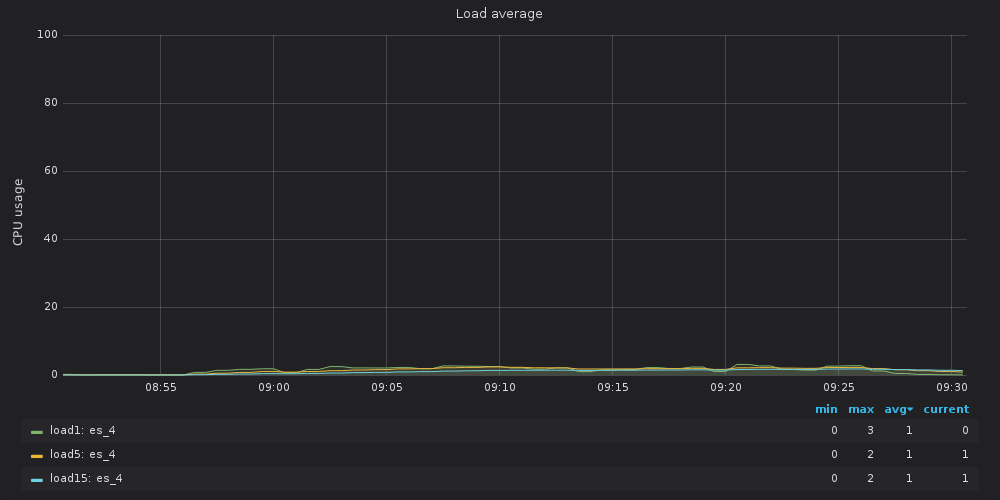 Load average
100
80
60
40
20
0
CPU usage
08:55 09:00 09:05 09:10 09:15 09:20 09:25 09:30
min max avg current
load1: es_4 0 3 1 0
load5: es_4 0 2 1 1
load15: es_4 0 2 1 1